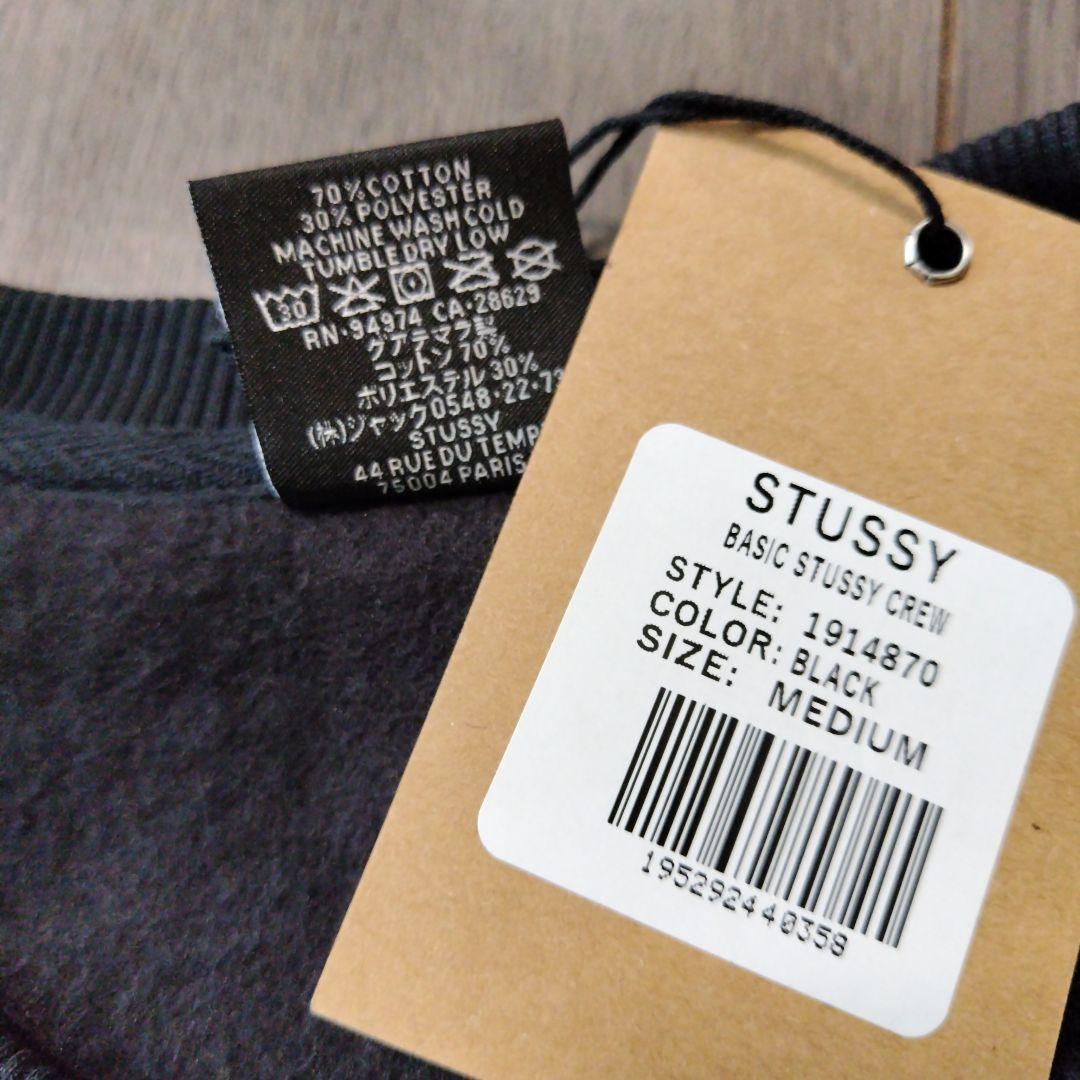 70% COTTON
30% POLYESTER
MACHINE WASH COLD
TUMBLE DRY LOW
30
RN·94974 CA·28629
グアテマラ製
コットン 70%
ポリエステル 30%
(株)ジャック0548·22·73
STUSSY
44 RUE DU TEMP
75004 PARIS
STUSSY
BASIC STUSSY CREW
STYLE: 1914870
COLOR: BLACK
SIZE: MEDIUM
195292440358